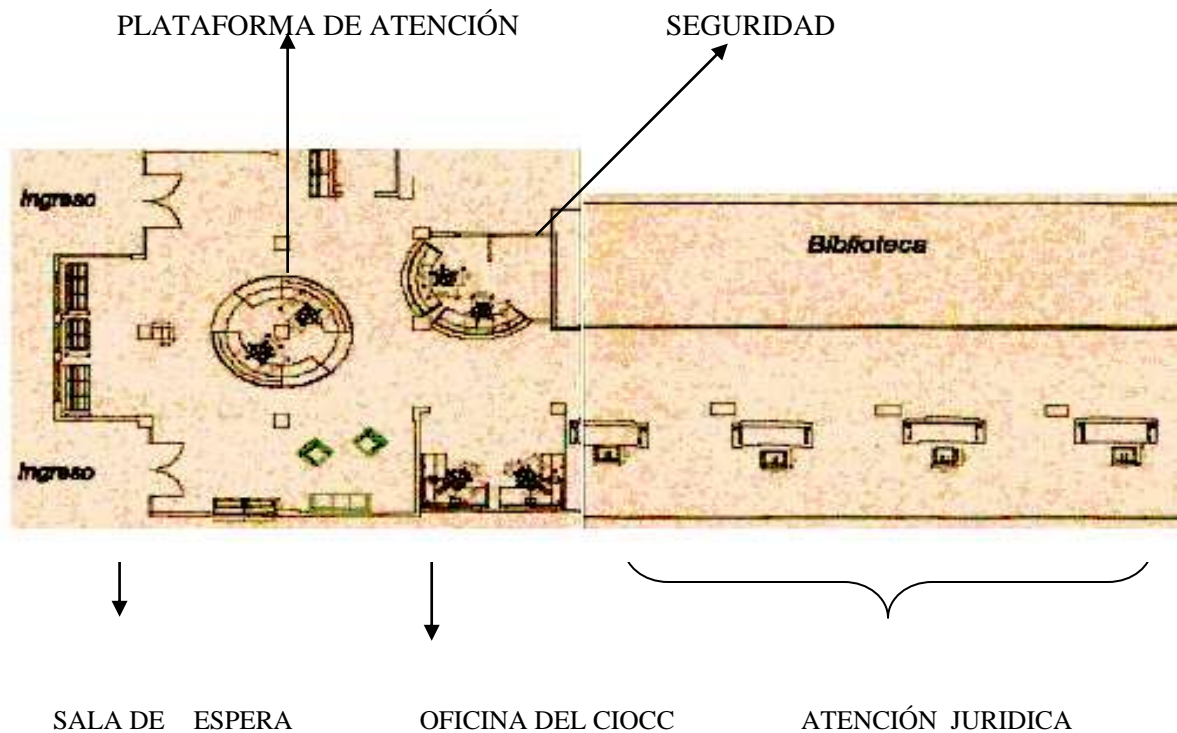 PLATAFORMA DE ATENCIÓN SEGURIDAD
Ingreso
Biblioteca
Ingreso
SALA DE ESPERA OFICINA DEL CIOCC ATENCIÓN JURIDICA